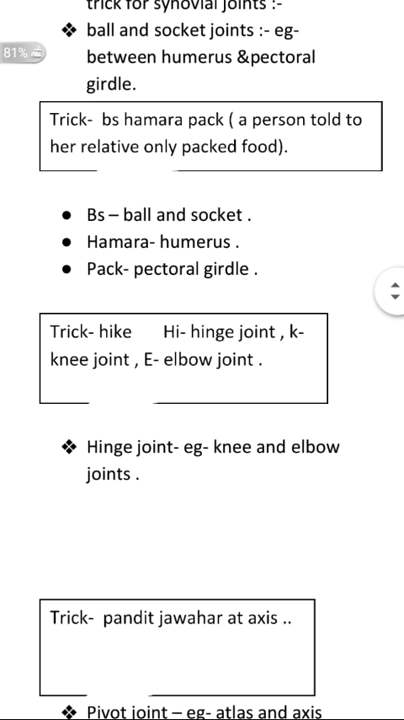 trick for synovial joints :-
❖ ball and socket joints :- eg-
81%
between humerus &pectoral
girdle.
Trick-  bs hamara pack ( a person told to
her relative only packed food).
● Bs – ball and socket .
● Hamara- humerus .
● Pack- pectoral girdle .
Trick- hike     Hi- hinge joint , k-
knee joint , E- elbow joint .
❖ Hinge joint- eg- knee and elbow
joints .
Trick-  pandit jawahar at axis ..
❖ Pivot joint – eg- atlas and axis